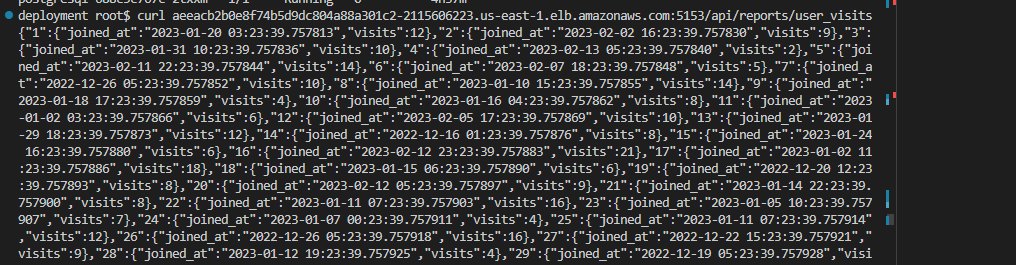 deployment root$ curl aeeacb2b0e8f74b5d9dc804a88a301c2-2115606223.us-east-1.elb.amazonaws.com:5153/api/reports/user_visits
{"1":{"joined_at":"2023-01-20 03:23:39.757813","visits":12},"2":{"joined_at":"2023-02-02 16:23:39.757830","visits":9},"3":
{"joined_at":"2023-01-31 10:23:39.757836","visits":10},"4":{"joined_at":"2023-02-13 05:23:39.757840","visits":2},"5":{"joi
ned_at":"2023-02-11 22:23:39.757844","visits":14},"6":{"joined_at":"2023-02-07 18:23:39.757848","visits":5},"7":{"joined_a
t":"2022-12-26 05:23:39.757852","visits":10},"8":{"joined_at":"2023-01-10 15:23:39.757855","visits":14},"9":{"joined_at":"
2023-01-18 17:23:39.757859","visits":4},"10":{"joined_at":"2023-01-16 04:23:39.757862","visits":8},"11":{"joined_at":"2023
-01-02 03:23:39.757866","visits":6},"12":{"joined_at":"2023-02-05 17:23:39.757869","visits":10},"13":{"joined_at":"2023-01
-29 18:23:39.757873","visits":12},"14":{"joined_at":"2022-12-16 01:23:39.757876","visits":8},"15":{"joined_at":"2023-01-24
 16:23:39.757880","visits":6},"16":{"joined_at":"2023-02-12 23:23:39.757883","visits":21},"17":{"joined_at":"2023-01-02 11
:23:39.757886","visits":18},"18":{"joined_at":"2023-01-15 06:23:39.757890","visits":6},"19":{"joined_at":"2022-12-20 12:23
:39.757893","visits":8},"20":{"joined_at":"2023-02-12 05:23:39.757897","visits":9},"21":{"joined_at":"2023-01-14 22:23:39.
757900","visits":8},"22":{"joined_at":"2023-01-11 07:23:39.757903","visits":16},"23":{"joined_at":"2023-01-05 10:23:39.757
907","visits":7},"24":{"joined_at":"2023-01-07 00:23:39.757911","visits":4},"25":{"joined_at":"2023-01-11 07:23:39.757914"
,"visits":12},"26":{"joined_at":"2022-12-26 05:23:39.757918","visits":16},"27":{"joined_at":"2022-12-22 15:23:39.757921","
visits":9},"28":{"joined_at":"2023-01-12 19:23:39.757925","visits":4},"29":{"joined_at":"2022-12-19 05:23:39.757928","visi